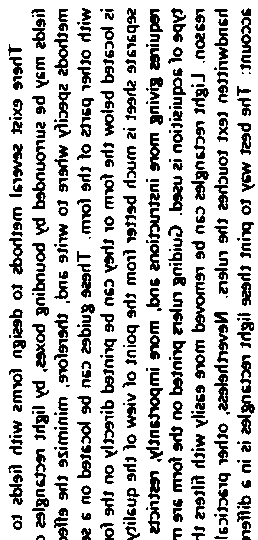 There exist several methods to design forms with fields to
fields may be surrounded by bounding boxes, by light rectangles
methods specify where to write and, therefore, minimize the effe
with other parts of the form. These guides can be located on a s
is located below the form or they can be printed directly on the fo
separate sheet is much better from the point of view of the quality
requires giving more instructions and, more importantly, restricts
type of acquisition is used. Guiding rulers printed on the form are
reason. Light rectangles can be removed more easily with filters th
handwritten text touches the rulers. Nevertheless, other practical
account: The best way to print these light rectangles is in a differen